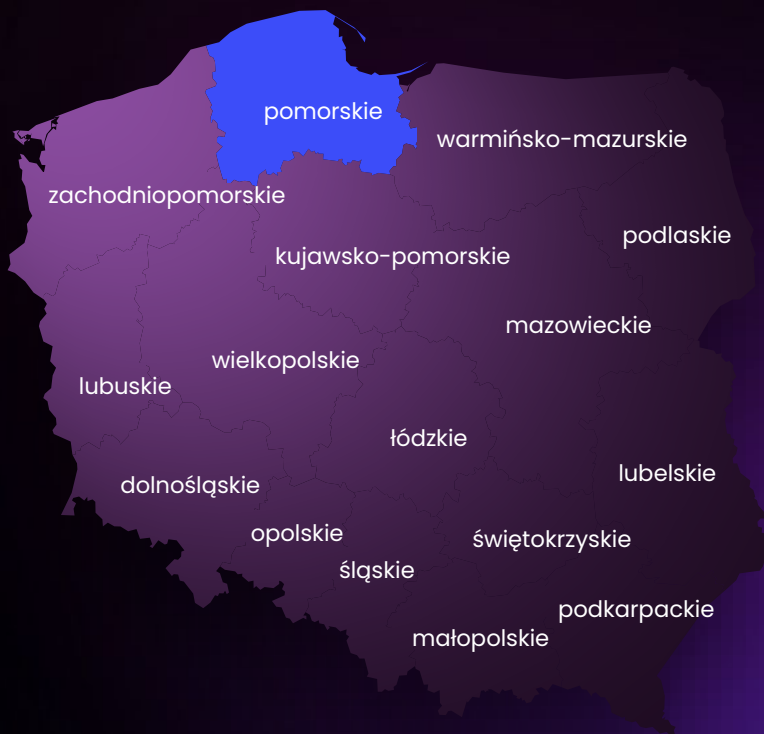 pomorskie
warmińsko-mazurskie
zachodniopomorskie
podlaskie
kujawsko-pomorskie
mazowieckie
wielkopolskie
lubuskie
łódzkie
lubelskie
dolnośląskie
opolskie
świętokrzyskie
śląskie
podkarpackie
małopolskie